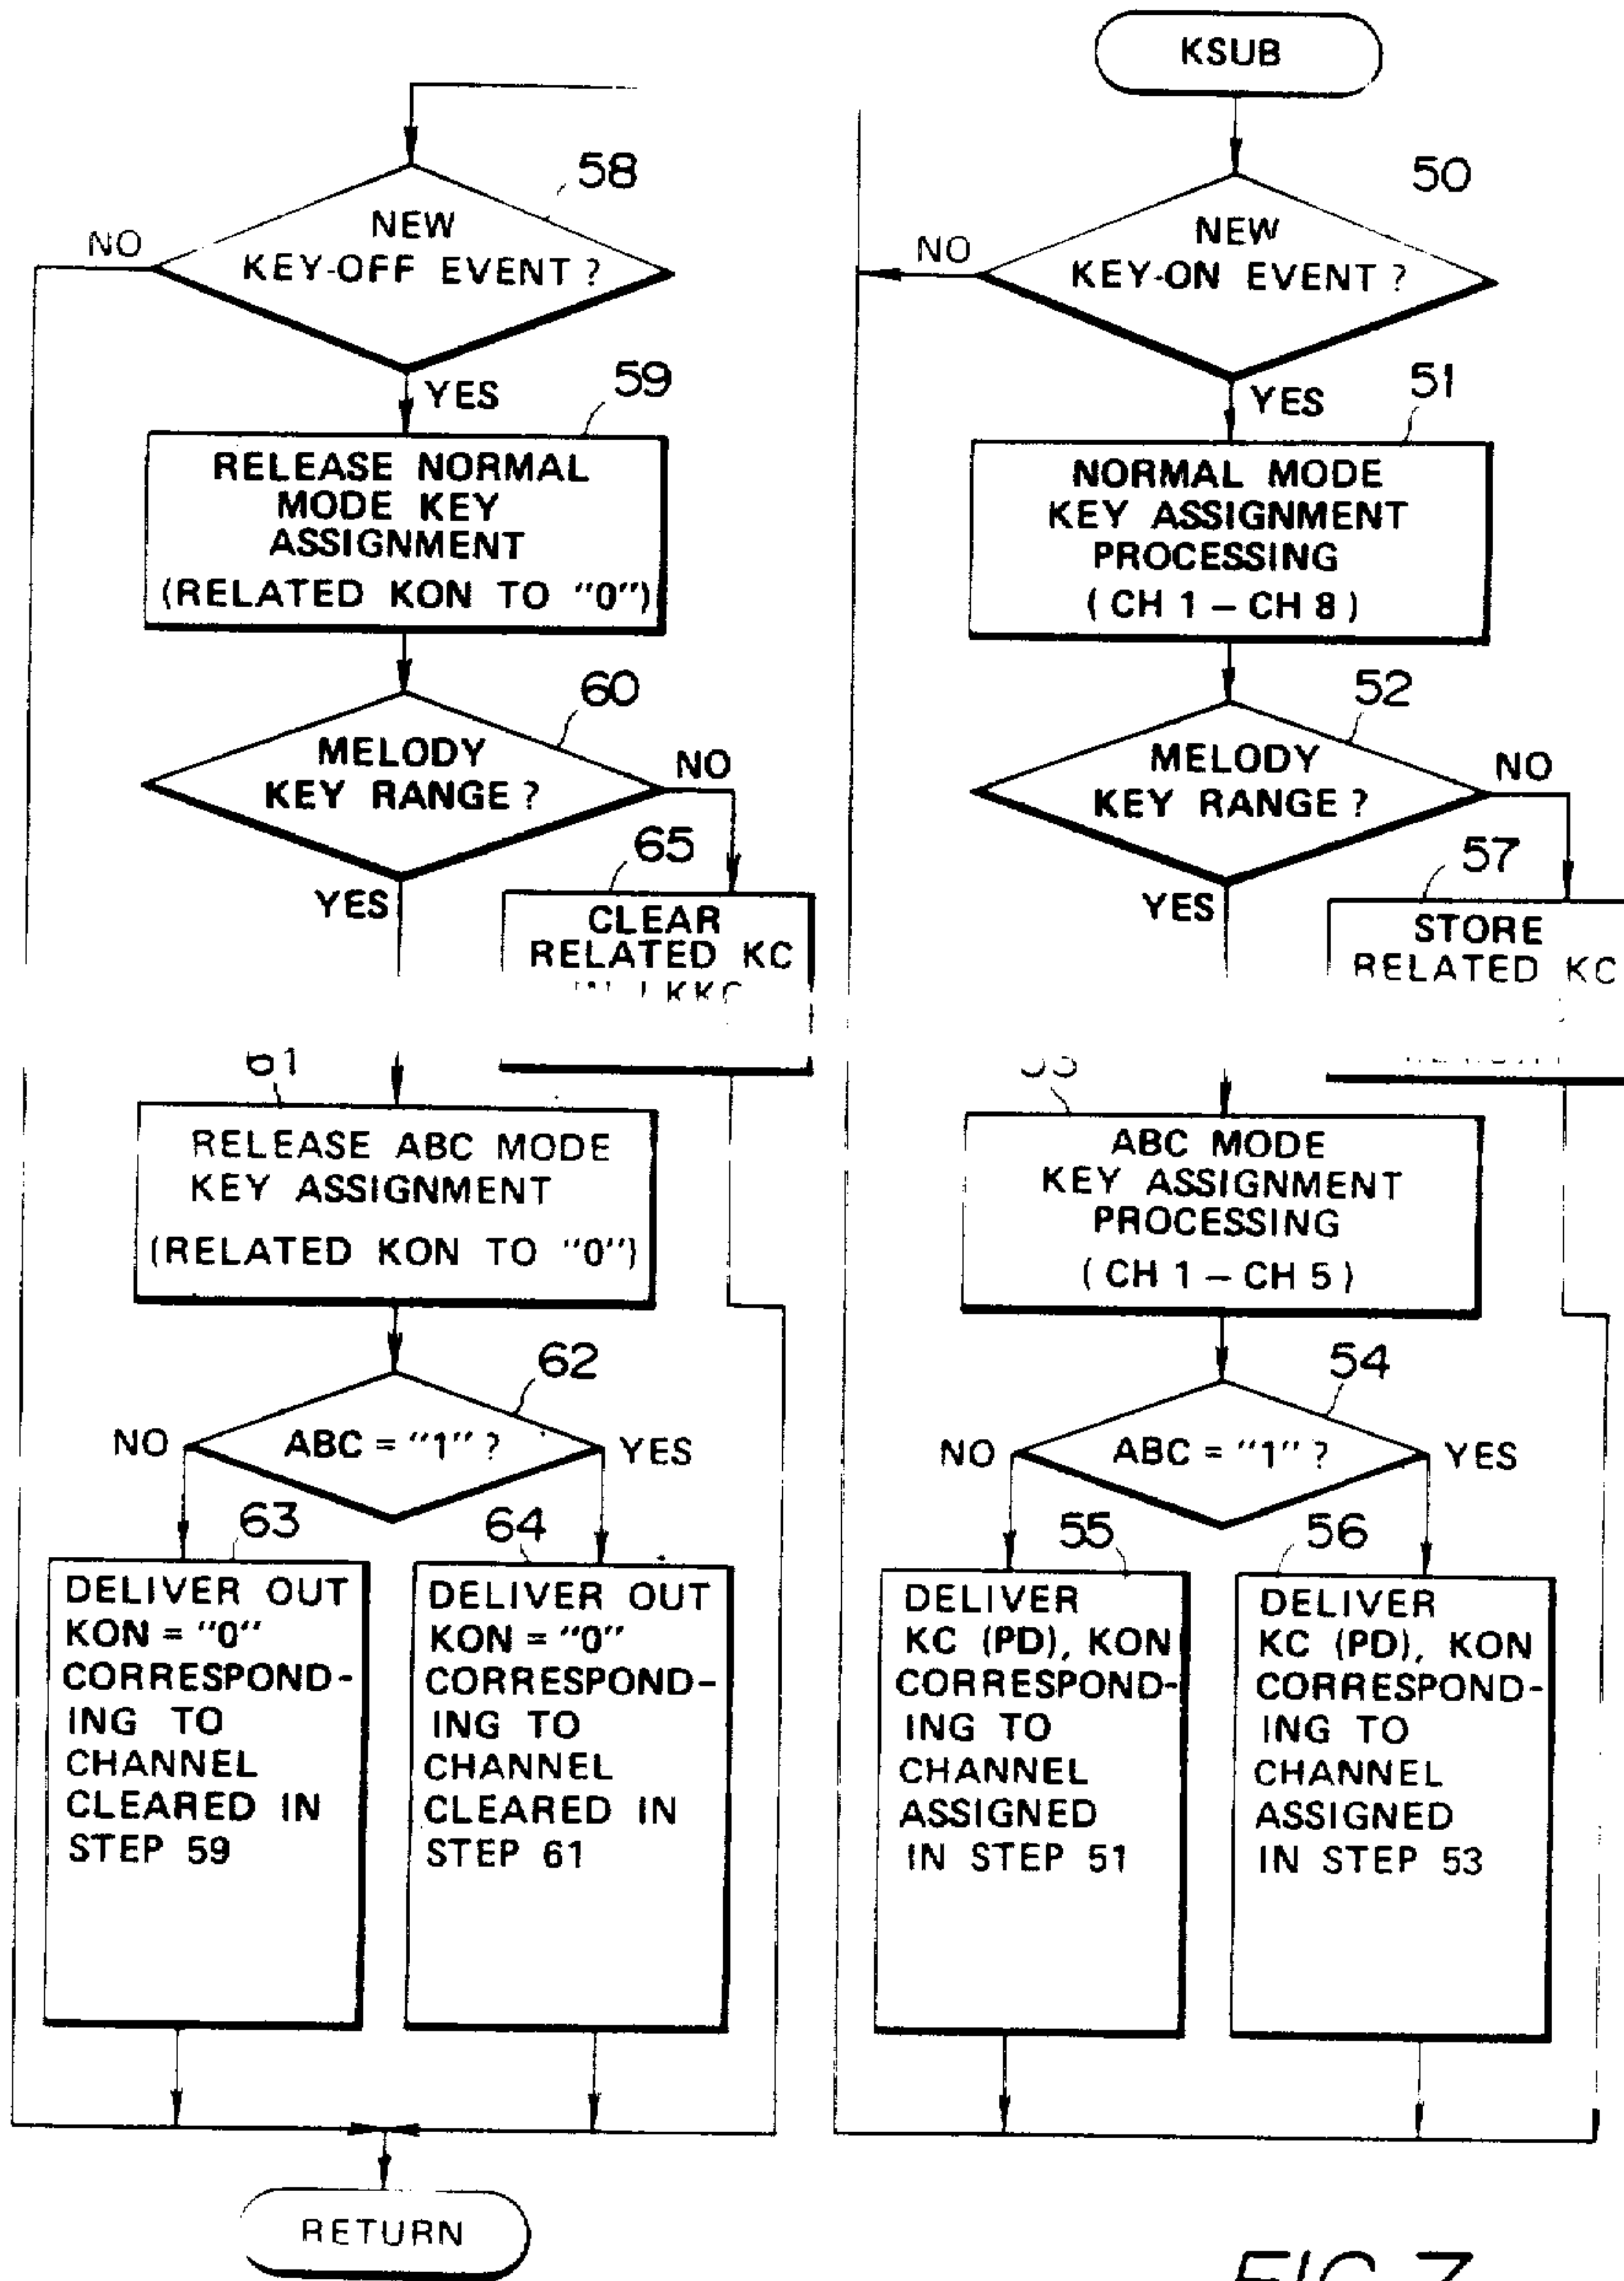 KSUB
50
NEW
KEY-ON EVENT?
NO
YES
51
NORMAL MODE
KEY ASSIGNMENT
PROCESSING
(CH 1 – CH 8)
52
MELODY
KEY RANGE?
NO
YES
57
STORE
RELATED KC
ABC MODE
KEY ASSIGNMENT
PROCESSING
(CH 1 – CH 5)
54
ABC = "1"?
NO
YES
55
DELIVER
KC (PD), KON
CORRESPOND-
ING TO
CHANNEL
ASSIGNED
IN STEP 51
56
DELIVER
KC (PD), KON
CORRESPOND-
ING TO
CHANNEL
ASSIGNED
IN STEP 53
58
NEW
KEY-OFF EVENT?
NO
YES
59
RELEASE NORMAL
MODE KEY
ASSIGNMENT
(RELATED KON TO "0")
60
MELODY
KEY RANGE?
NO
YES
65
CLEAR
RELATED KC
61
RELEASE ABC MODE
KEY ASSIGNMENT
(RELATED KON TO "0")
62
ABC = "1"?
NO
YES
63
DELIVER OUT
KON = "0"
CORRESPOND-
ING TO
CHANNEL
CLEARED IN
STEP 59
64
DELIVER OUT
KON = "0"
CORRESPOND-
ING TO
CHANNEL
CLEARED IN
STEP 61
RETURN
FIG. 7